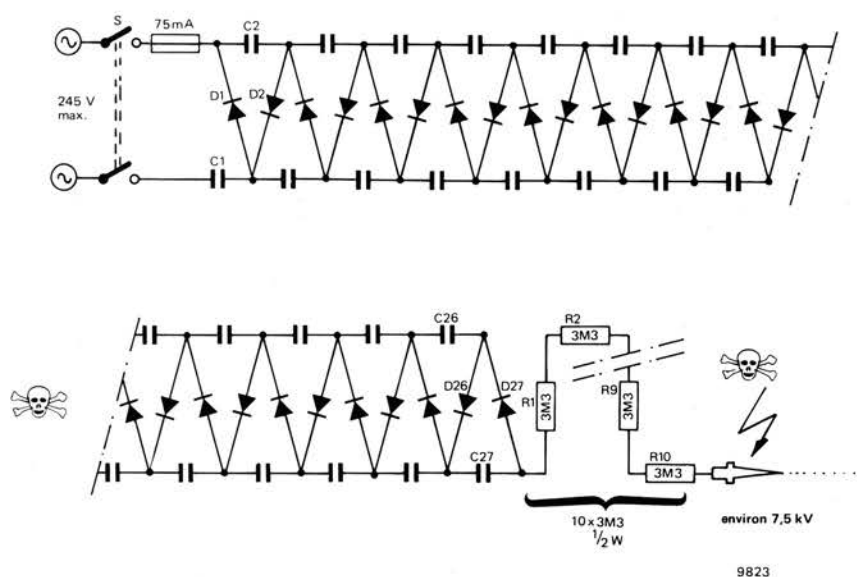 S
75mA
C2
245 V
max.
D1
D2
C1
C26
R2
3M3
D26
D27
R1
3M3
R9
3M3
C27
R10
3M3
10 x 3M3
1/2 W
environ 7,5 kV
9823